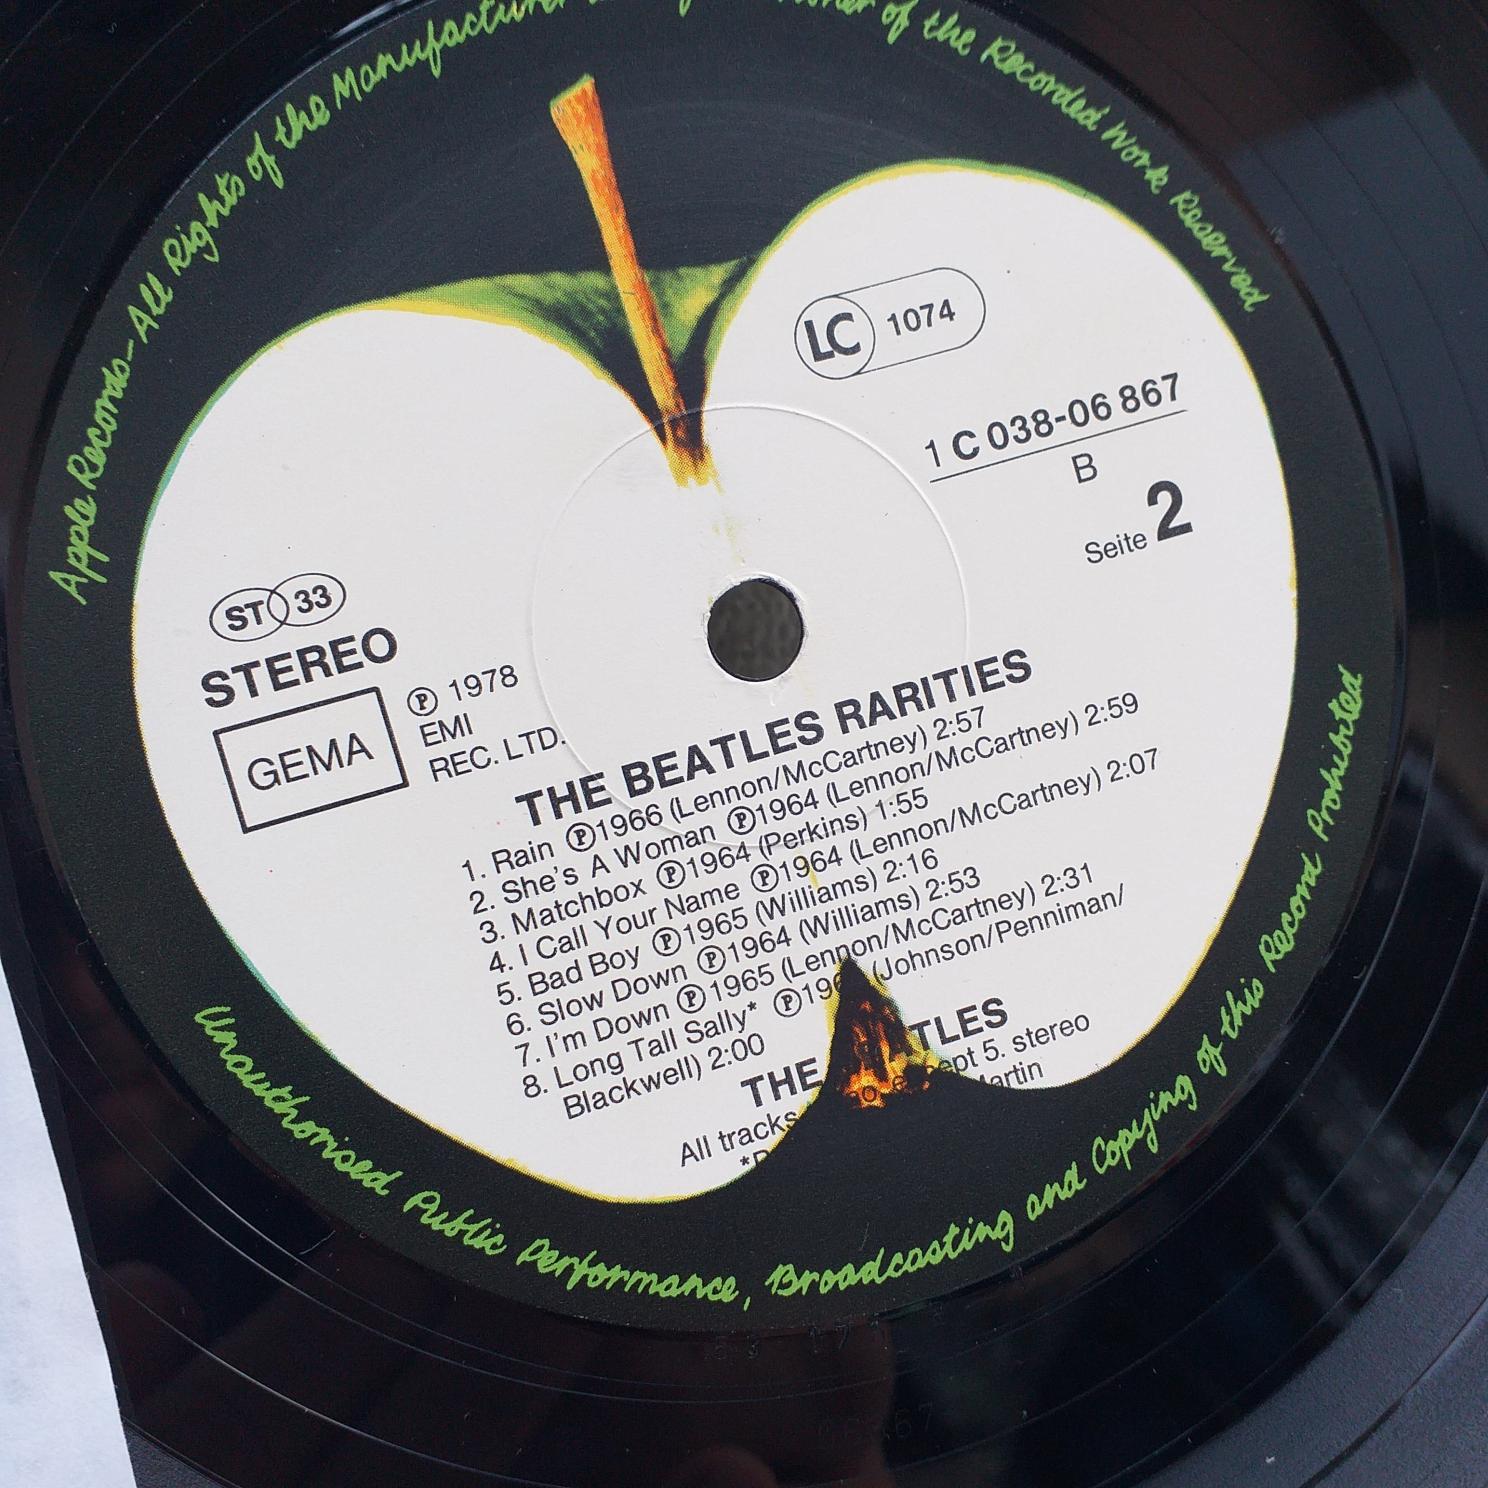 Apple Records-All Rights of the Manufacturer of the Recorded Work Reserved
LC 1074
1 C 038-06 867
B
Seite 2
ST 33
STEREO
GEMA
℗ 1978
EMI
REC. LTD.
THE BEATLES RARITIES
1. Rain ℗1966 (Lennon/McCartney) 2:57
2. She's A Woman ℗1964 (Lennon/McCartney) 2:59
3. Matchbox ℗1964 (Perkins) 1:55
4. I Call Your Name ℗1964 (Lennon/McCartney) 2:07
5. Bad Boy ℗1965 (Williams) 2:16
6. Slow Down ℗1964 (Williams) 2:53
7. I'm Down ℗1965 (Lennon/McCartney) 2:31
8. Long Tall Sally* (Johnson/Penniman/
Blackwell) 2:00
THE BEATLES
All tracks except 5. stereo
Unauthorised Public Performance, Broadcasting and Copying of this Record Prohibited